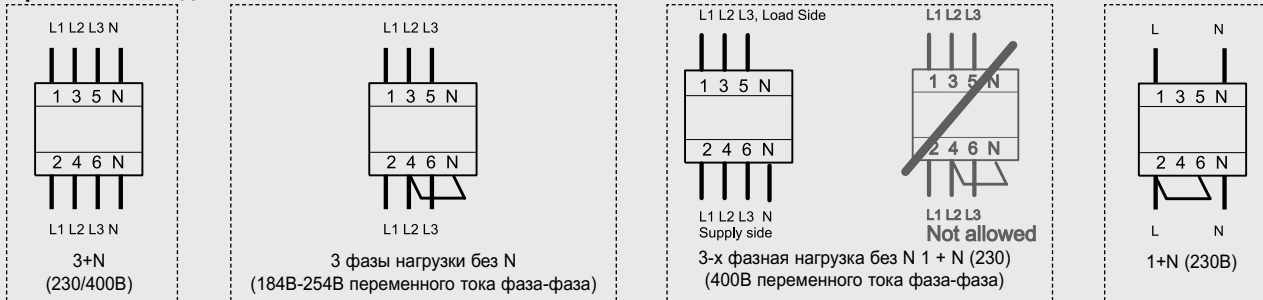 L1 L2 L3 N
1 3 5 N
2 4 6 N
L1 L2 L3 N
3+N
(230/400В)
L1 L2 L3
1 3 5 N
2 4 6 N
L1 L2 L3
3 фазы нагрузки без N
(184В-254В переменного тока фаза-фаза)
L1 L2 L3, Load Side
1 3 5 N
2 4 6 N
L1 L2 L3 N
Supply side
L1 L2 L3
1 3 5 N
2 4 6 N
L1 L2 L3
Not allowed
3-х фазная нагрузка без N 1 + N (230)
(400В переменного тока фаза-фаза)
L N
1 3 5 N
2 4 6 N
L N
1+N (230В)